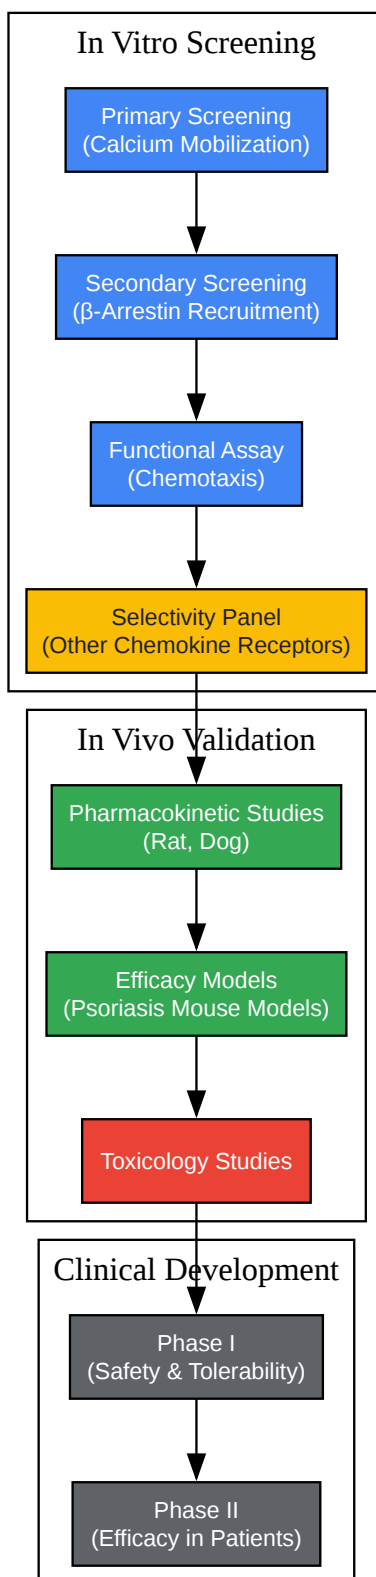 In Vitro Screening
Primary Screening
(Calcium Mobilization)
Secondary Screening
(β-Arrestin Recruitment)
Functional Assay
(Chemotaxis)
Selectivity Panel
(Other Chemokine Receptors)
In Vivo Validation
Pharmacokinetic Studies
(Rat, Dog)
Efficacy Models
(Psoriasis Mouse Models)
Toxicology Studies
Clinical Development
Phase I
(Safety & Tolerability)
Phase II
(Efficacy in Patients)